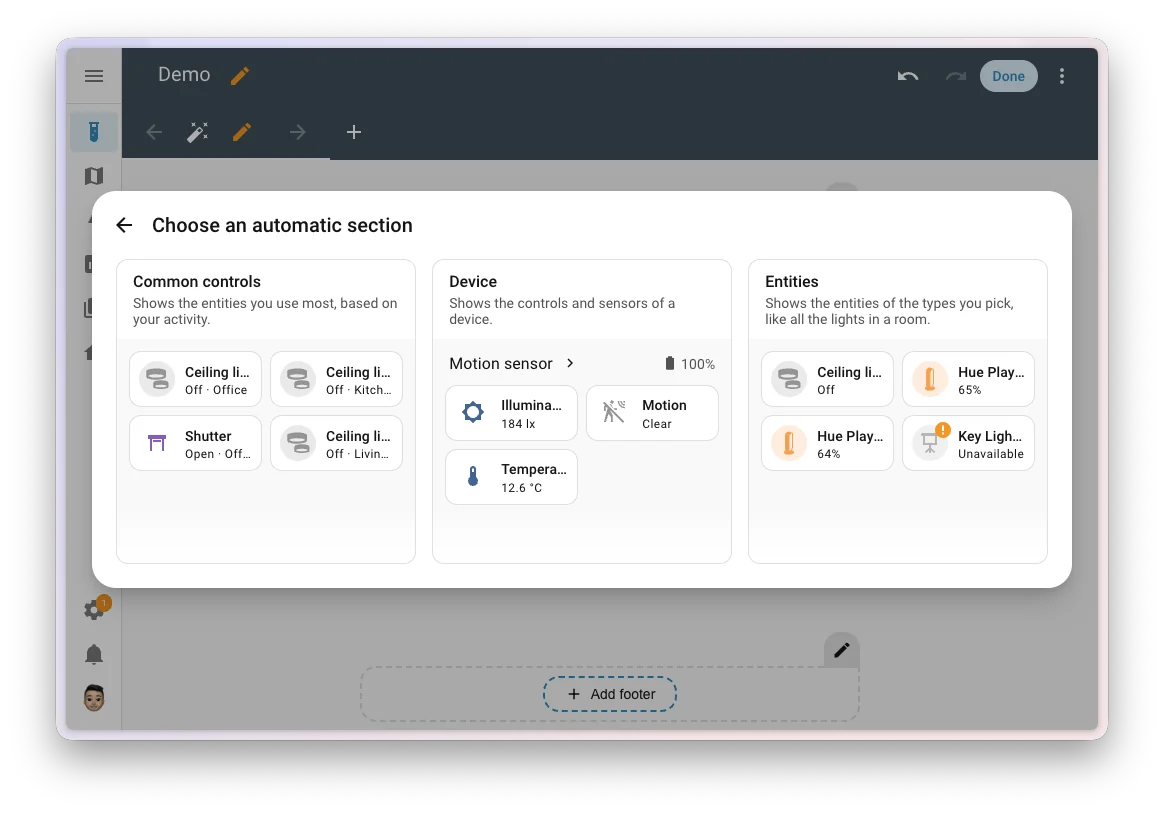 Demo
Done
Choose an automatic section
Common controls
Shows the entities you use most, based on
your activity.
Ceiling li...
Off · Office
Ceiling li...
Off · Kitch...
Shutter
Open · Off...
Ceiling li...
Off · Livin...
Device
Shows the controls and sensors of a
device.
Motion sensor
100%
Illumina...
184 lx
Motion
Clear
Tempera...
12.6 °C
Entities
Shows the entities of the types you pick,
like all the lights in a room.
Ceiling li...
Off
Hue Play...
65%
Hue Play...
64%
Key Ligh...
Unavailable
1
Add footer